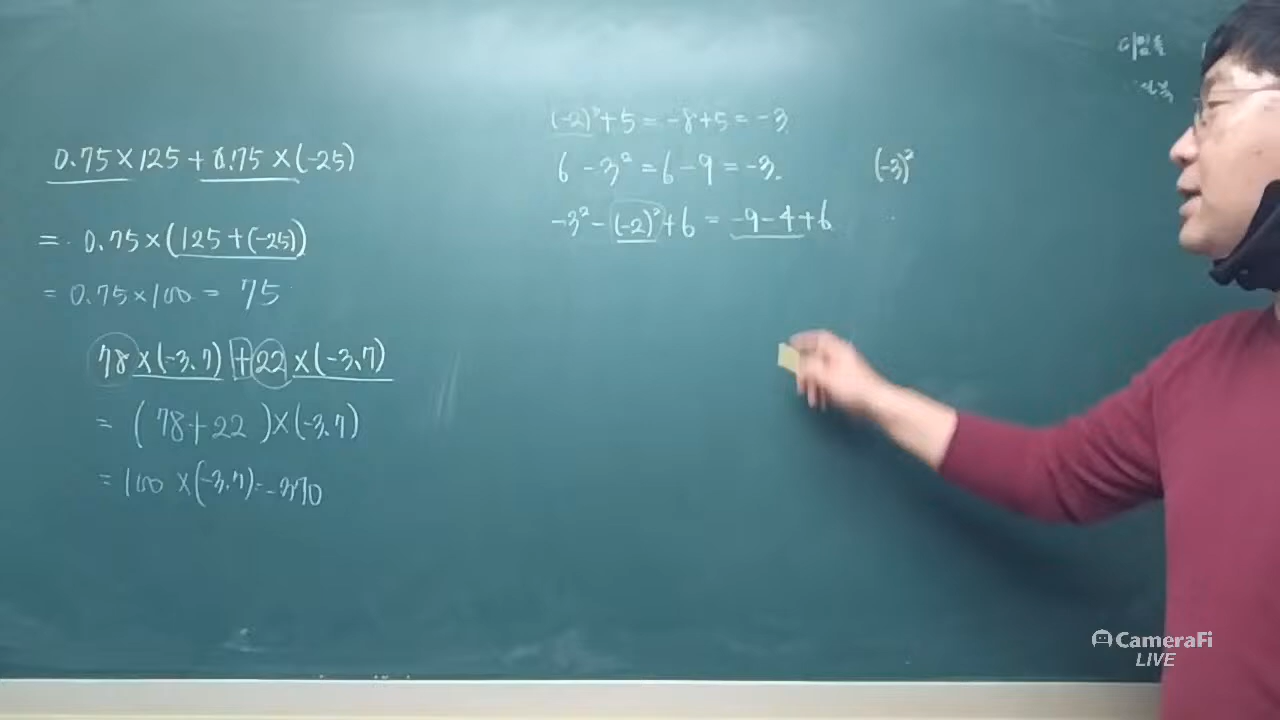 0.75×125+0.75×(-25)
= 0.75×(125+(-25))
= 0.75×100 = 75
78×(-3.7)+22×(-3.7)
= (78+22)×(-3.7)
= 100×(-3.7)=-370
(-2)³+5=-8+5=-3.
6-3²=6-9=-3.
(-3)²
-3²-(-2)²+6 = -9-4+6
CameraFi
LIVE